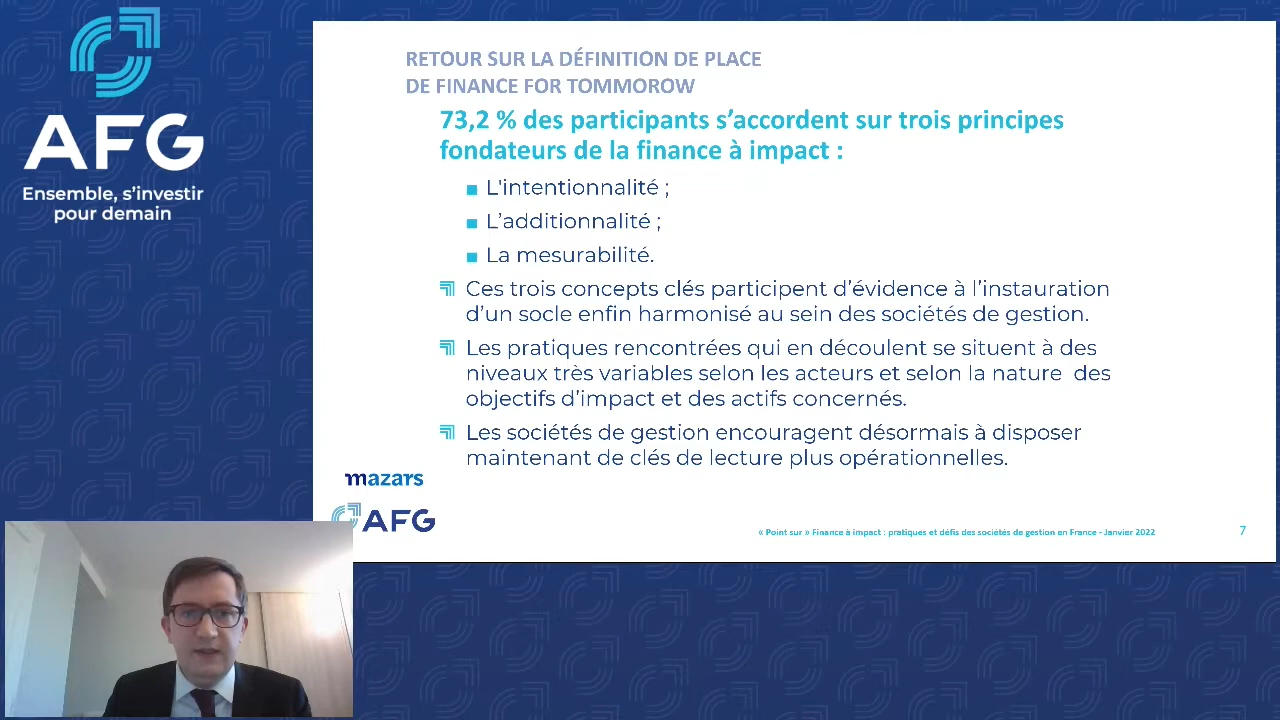 AFG
Ensemble, s’investir
pour demain
RETOUR SUR LA DÉFINITION DE PLACE
DE FINANCE FOR TOMMOROW
73,2 % des participants s’accordent sur trois principes
fondateurs de la finance à impact :
L'intentionnalité ;
L’additionnalité ;
La mesurabilité.
Ces trois concepts clés participent d’évidence à l’instauration
d’un socle enfin harmonisé au sein des sociétés de gestion.
Les pratiques rencontrées qui en découlent se situent à des
niveaux très variables selon les acteurs et selon la nature des
objectifs d’impact et des actifs concernés.
Les sociétés de gestion encouragent désormais à disposer
maintenant de clés de lecture plus opérationnelles.
mazars
AFG
« Point sur » Finance à impact : pratiques et défis des sociétés de gestion en France - Janvier 2022
7